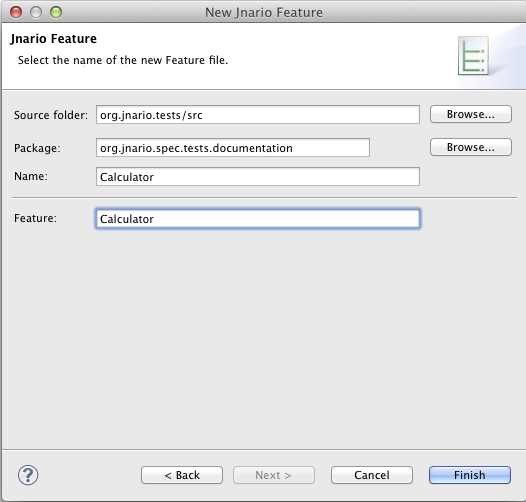 New Jnario Feature
Jnario Feature
Select the name of the new Feature file.
Source folder: org.jnario.tests/src Browse...
Package: org.jnario.spec.tests.documentation Browse...
Name: Calculator
Feature: Calculator
? < Back Next > Cancel Finish